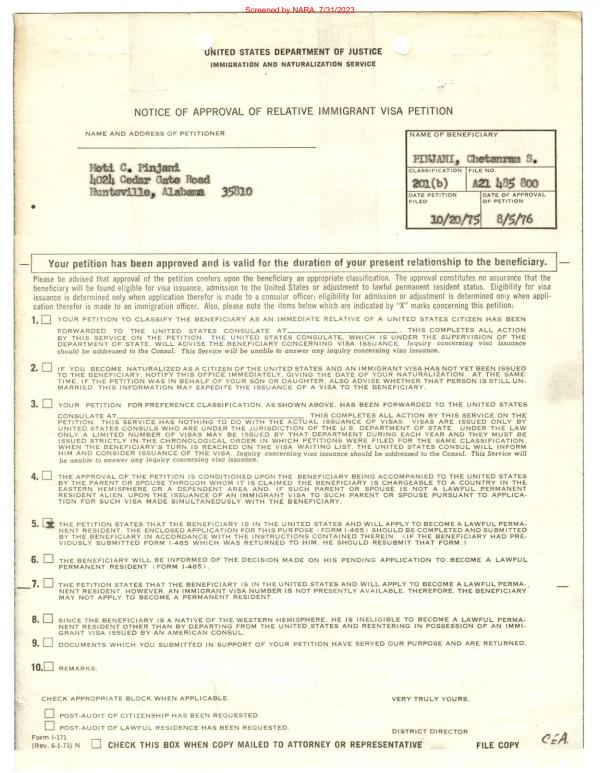 Screened by NARA, 7/31/2023
UNITED STATES DEPARTMENT OF JUSTICE
IMMIGRATION AND NATURALIZATION SERVICE
NOTICE OF APPROVAL OF RELATIVE IMMIGRANT VISA PETITION
NAME AND ADDRESS OF PETITIONER
NAME OF BENEFICIARY
PINJANI, Chetanram S.
CLASSIFICATION FILE NO.
201(b) A21 485 800
DATE PETITION FILED DATE OF APPROVAL OF PETITION
10/20/75 8/5/76
Moti C. Pinjani
4024 Cedar Gate Road
Huntsville, Alabama 35810
Your petition has been approved and is valid for the duration of your present relationship to the beneficiary.
Please be advised that approval of the petition confers upon the beneficiary an appropriate classification. The approval constitutes no assurance that the
beneficiary will be found eligible for visa issuance, admission to the United States or adjustment to lawful permanent resident status. Eligibility for visa
issuance is determined only when application therefor is made to a consular officer; eligibility for admission or adjustment is determined only when appli-
cation therefor is made to an immigration officer. Also, please note the items below which are indicated by "X" marks concerning this petition:
1. YOUR PETITION TO CLASSIFY THE BENEFICIARY AS AN IMMEDIATE RELATIVE OF A UNITED STATES CITIZEN HAS BEEN
FORWARDED TO THE UNITED STATES CONSULATE AT . THIS COMPLETES ALL ACTION
BY THIS SERVICE ON THE PETITION. THE UNITED STATES CONSULATE, WHICH IS UNDER THE SUPERVISION OF THE
DEPARTMENT OF STATE, WILL ADVISE THE BENEFICIARY CONCERNING VISA ISSUANCE. Inquiry concerning visa issuance
should be addressed to the Consul. This Service will be unable to answer any inquiry concerning visa issuance.
2. IF YOU BECOME NATURALIZED AS A CITIZEN OF THE UNITED STATES AND AN IMMIGRANT VISA HAS NOT YET BEEN ISSUED
TO THE BENEFICIARY, NOTIFY THIS OFFICE IMMEDIATELY, GIVING THE DATE OF YOUR NATURALIZATION. AT THE SAME
TIME, IF THE PETITION WAS IN BEHALF OF YOUR SON OR DAUGHTER, ALSO ADVISE WHETHER THAT PERSON IS STILL UN-
MARRIED. THIS INFORMATION MAY EXPEDITE THE ISSUANCE OF A VISA TO THE BENEFICIARY.
3. YOUR PETITION FOR PREFERENCE CLASSIFICATION, AS SHOWN ABOVE, HAS BEEN FORWARDED TO THE UNITED STATES
CONSULATE AT . THIS COMPLETES ALL ACTION BY THIS SERVICE ON THE
PETITION. THIS SERVICE HAS NOTHING TO DO WITH THE ACTUAL ISSUANCE OF VISAS. VISAS ARE ISSUED ONLY BY
UNITED STATES CONSULS WHO ARE UNDER THE JURISDICTION OF THE U.S. DEPARTMENT OF STATE. UNDER THE LAW
ONLY A LIMITED NUMBER OF VISAS MAY BE ISSUED BY THAT DEPARTMENT DURING EACH YEAR AND THEY MUST BE
ISSUED STRICTLY IN THE CHRONOLOGICAL ORDER IN WHICH PETITIONS WERE FILED FOR THE SAME CLASSIFICATION.
WHEN THE BENEFICIARY'S TURN IS REACHED ON THE VISA WAITING LIST, THE UNITED STATES CONSUL WILL INFORM
HIM AND CONSIDER ISSUANCE OF THE VISA. Inquiry concerning visa issuance should be addressed to the Consul. This Service will
be unable to answer any inquiry concerning visa issuance.
4. THE APPROVAL OF THE PETITION IS CONDITIONED UPON THE BENEFICIARY BEING ACCOMPANIED TO THE UNITED STATES
BY THE PARENT OR SPOUSE THROUGH WHOM IT IS CLAIMED THE BENEFICIARY IS CHARGEABLE TO A COUNTRY IN THE
EASTERN HEMISPHERE OR A DEPENDENT AREA AND, IF SUCH PARENT OR SPOUSE IS NOT A LAWFUL PERMANENT
RESIDENT ALIEN, UPON THE ISSUANCE OF AN IMMIGRANT VISA TO SUCH PARENT OR SPOUSE PURSUANT TO APPLICA-
TION FOR SUCH VISA MADE SIMULTANEOUSLY WITH THE BENEFICIARY.
5. X THE PETITION STATES THAT THE BENEFICIARY IS IN THE UNITED STATES AND WILL APPLY TO BECOME A LAWFUL PERMA-
NENT RESIDENT. THE ENCLOSED APPLICATION FOR THIS PURPOSE (FORM I-485) SHOULD BE COMPLETED AND SUBMITTED
BY THE BENEFICIARY IN ACCORDANCE WITH THE INSTRUCTIONS CONTAINED THEREIN. (IF THE BENEFICIARY HAD PRE-
VIOUSLY SUBMITTED FORM I-485 WHICH WAS RETURNED TO HIM, HE SHOULD RESUBMIT THAT FORM.)
6. THE BENEFICIARY WILL BE INFORMED OF THE DECISION MADE ON HIS PENDING APPLICATION TO BECOME A LAWFUL
PERMANENT RESIDENT (FORM I-485).
7. THE PETITION STATES THAT THE BENEFICIARY IS IN THE UNITED STATES AND WILL APPLY TO BECOME A LAWFUL PERMA-
NENT RESIDENT. HOWEVER, AN IMMIGRANT VISA NUMBER IS NOT PRESENTLY AVAILABLE. THEREFORE, THE BENEFICIARY
MAY NOT APPLY TO BECOME A PERMANENT RESIDENT.
8. SINCE THE BENEFICIARY IS A NATIVE OF THE WESTERN HEMISPHERE, HE IS INELIGIBLE TO BECOME A LAWFUL PERMA-
NENT RESIDENT OTHER THAN BY DEPARTING FROM THE UNITED STATES AND REENTERING IN POSSESSION OF AN IMMI-
GRANT VISA ISSUED BY AN AMERICAN CONSUL.
9. DOCUMENTS WHICH YOU SUBMITTED IN SUPPORT OF YOUR PETITION HAVE SERVED OUR PURPOSE AND ARE RETURNED.
10. REMARKS:
CHECK APPROPRIATE BLOCK WHEN APPLICABLE. VERY TRULY YOURS,
POST-AUDIT OF CITIZENSHIP HAS BEEN REQUESTED.
POST-AUDIT OF LAWFUL RESIDENCE HAS BEEN REQUESTED.
DISTRICT DIRECTOR
Form I-171
(Rev. 6-1-73) N CHECK THIS BOX WHEN COPY MAILED TO ATTORNEY OR REPRESENTATIVE FILE COPY
CEA